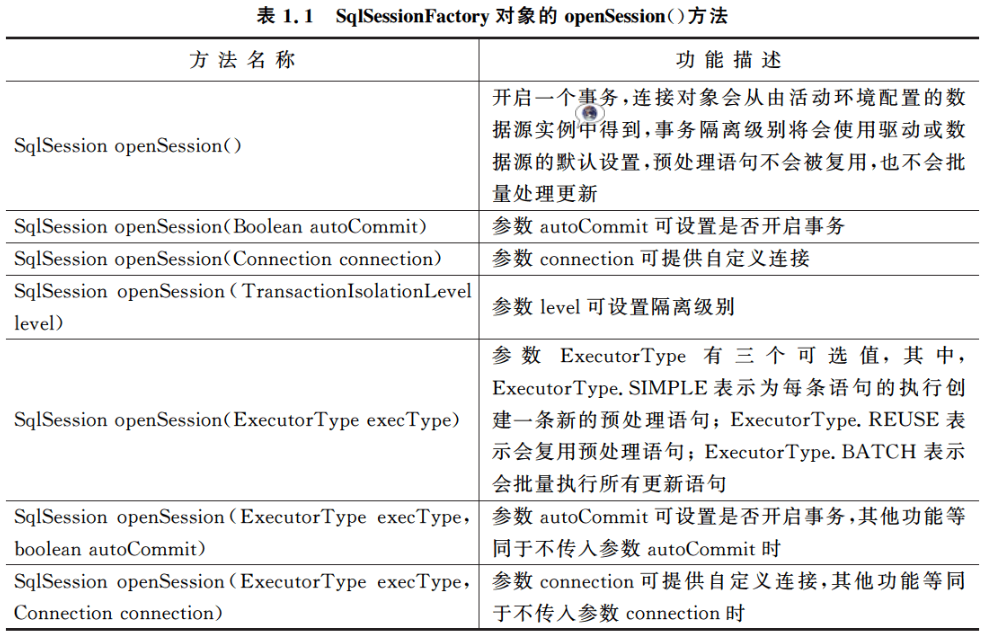 表 1.1 SqlSessionFactory 对象的 openSession()方法
方 法 名 称
功 能 描 述
SqlSession openSession()
开启一个事务,连接对象会从由活动环境配置的数
据源实例中得到,事务隔离级别将会使用驱动或数
据源的默认设置,预处理语句不会被复用,也不会批
量处理更新
SqlSession openSession(Boolean autoCommit)
参数 autoCommit 可设置是否开启事务
SqlSession openSession(Connection connection)
参数 connection 可提供自定义连接
SqlSession openSession(TransactionIsolationLevel
level)
参数 level 可设置隔离级别
SqlSession openSession(ExecutorType execType)
参数 ExecutorType 有三个可选值,其中,
ExecutorType. SIMPLE 表示为每条语句的执行创
建一条新的预处理语句; ExecutorType. REUSE 表
示会复用预处理语句; ExecutorType. BATCH 表示
会批量执行所有更新语句
SqlSession openSession(ExecutorType execType,
boolean autoCommit)
参数 autoCommit 可设置是否开启事务,其他功能等
同于不传入参数 autoCommit 时
SqlSession openSession(ExecutorType execType,
Connection connection)
参数 connection 可提供自定义连接,其他功能等同
于不传入参数 connection 时